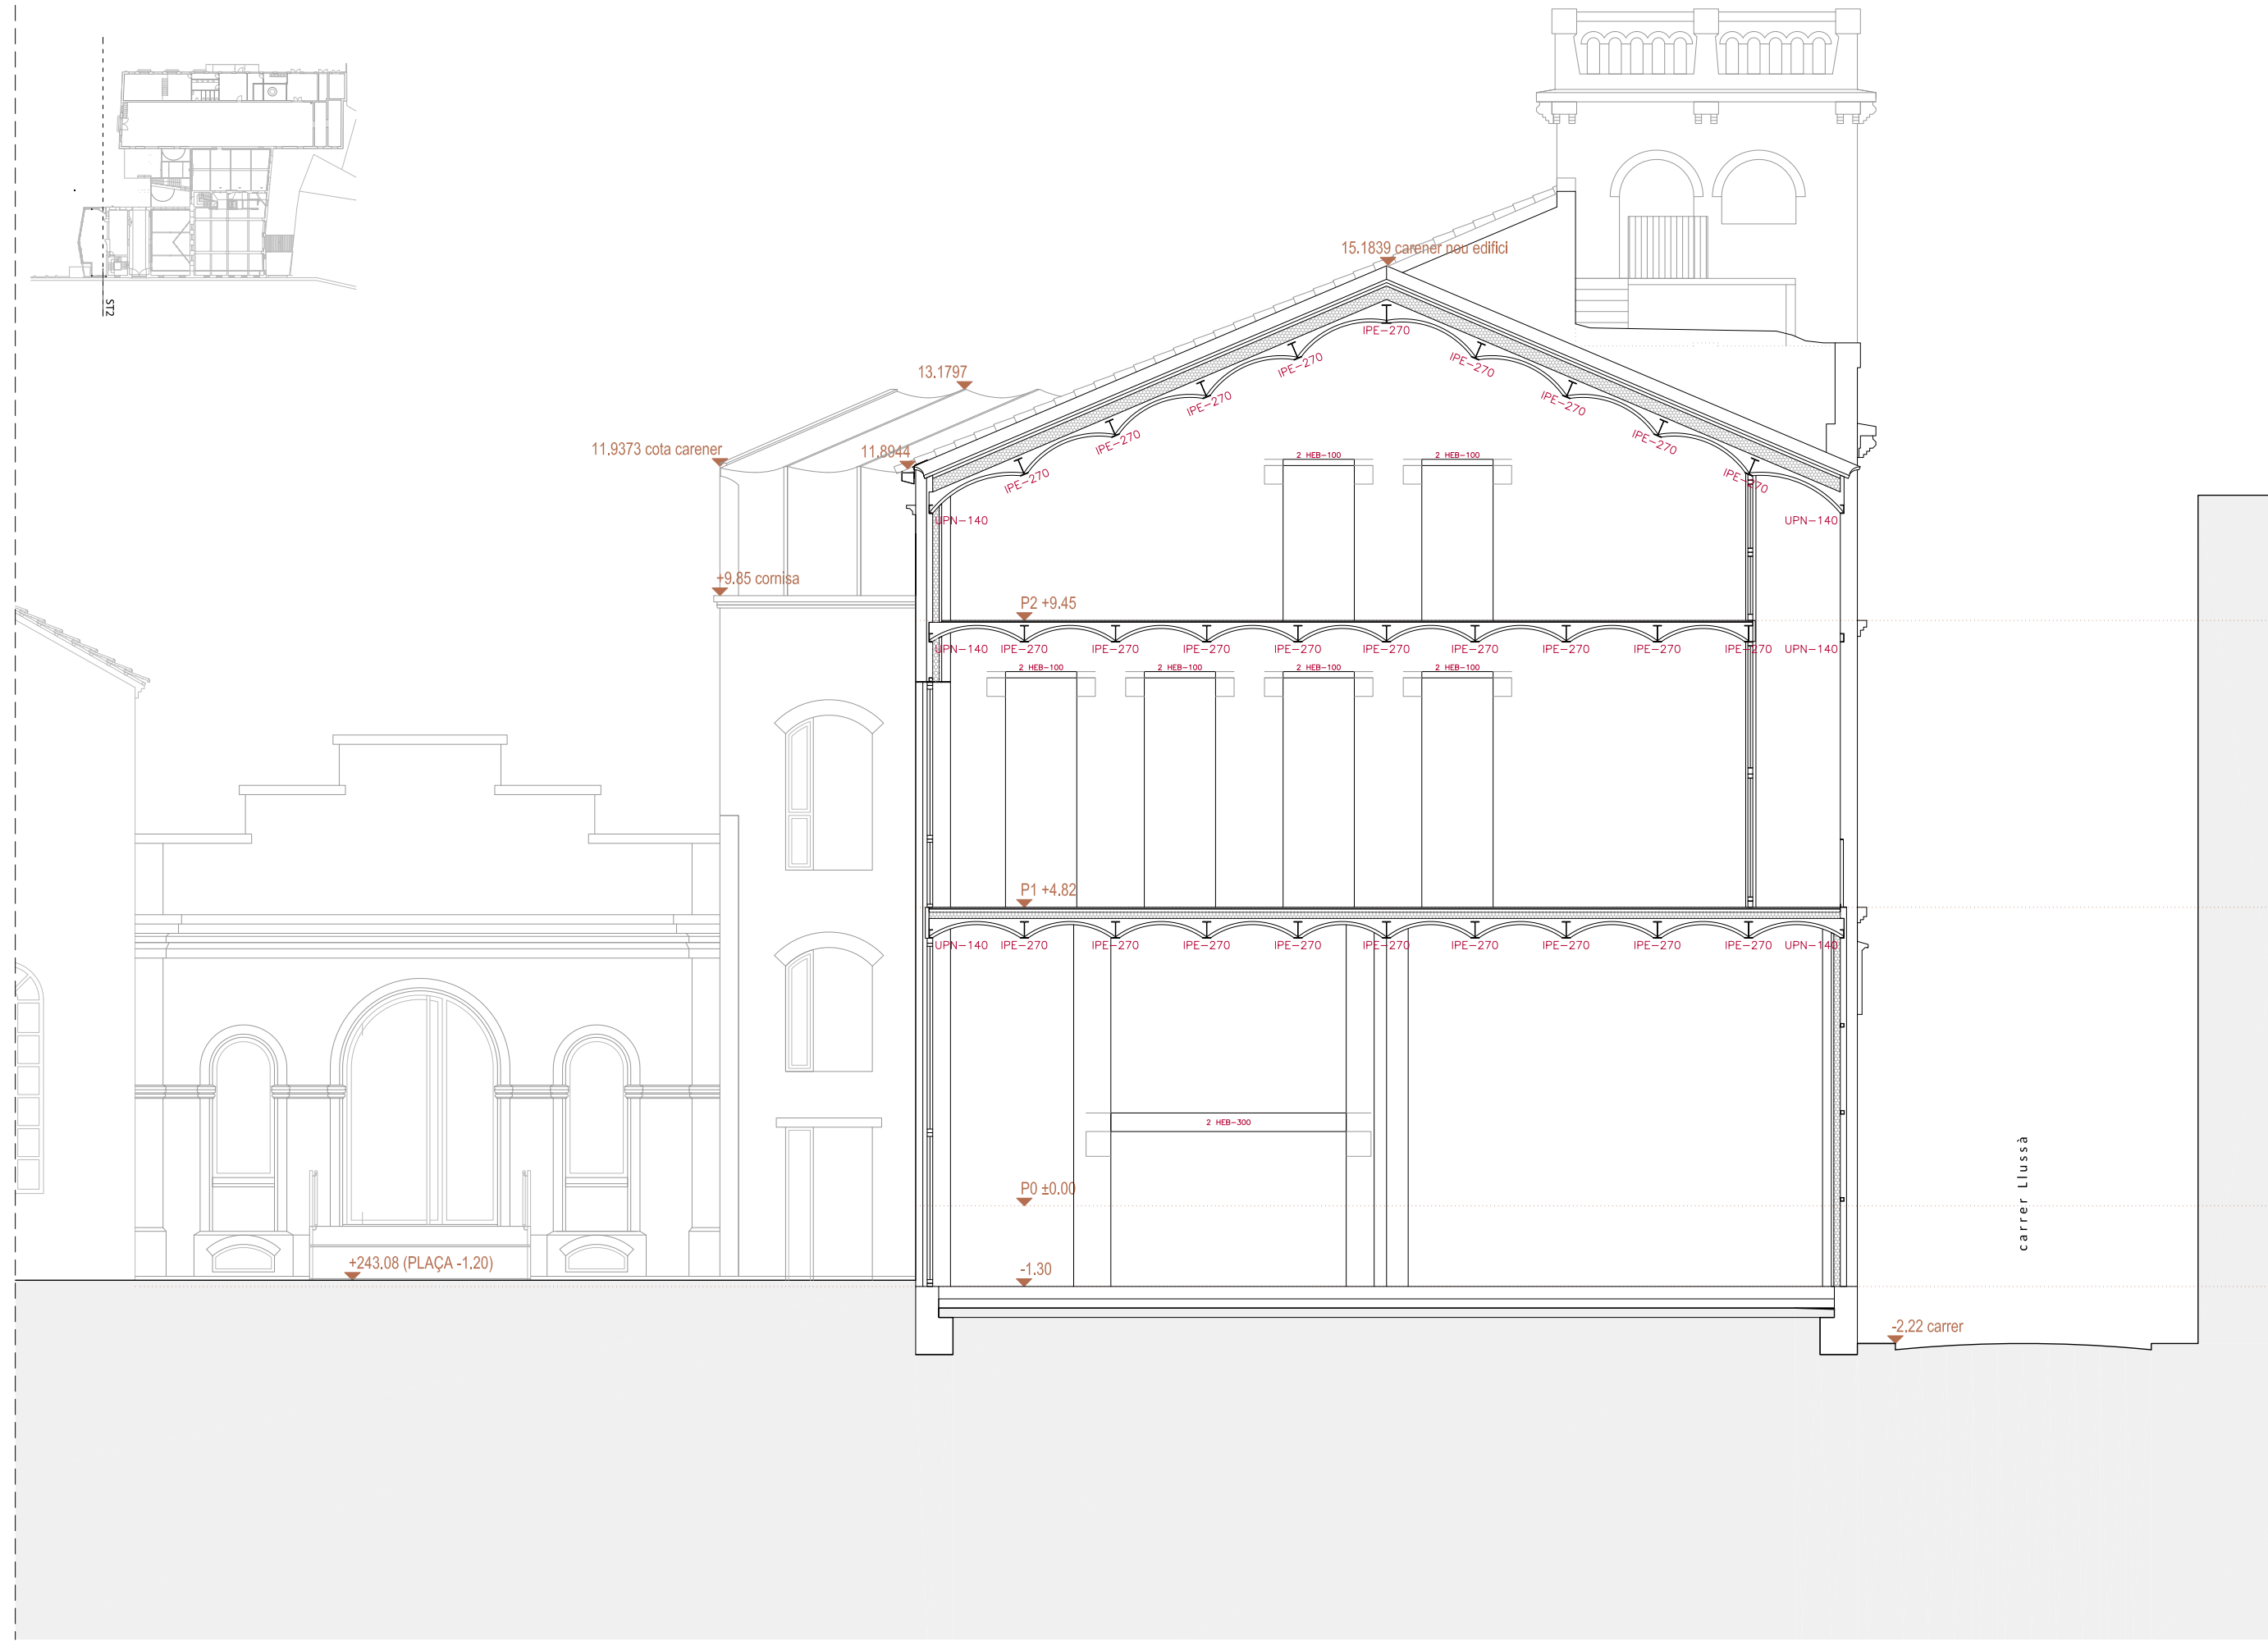 ST2
15.1839 carener nou edifici
IPE-270
IPE-270
IPE-270
13.1797
IPE-270
IPE-270
11.9373 cota carener
11.8944
IPE-270
IPE-270
2 HEB-100
2 HEB-100
IPE-270
IPE-270
UPN-140
UPN-140
+9.85 cornisa
P2 +9.45
UPN-140 IPE-270 IPE-270 IPE-270 IPE-270 IPE-270 IPE-270 IPE-270 IPE-270 IPE-270 UPN-140
2 HEB-100 2 HEB-100 2 HEB-100 2 HEB-100
P1 +4.82
UPN-140 IPE-270 IPE-270 IPE-270 IPE-270 IPE-270 IPE-270 IPE-270 IPE-270 IPE-270 UPN-140
2 HEB-300
carrer Llussà
P0 ±0.00
+243.08 (PLAÇA -1.20)
-1.30
-2,22 carrer